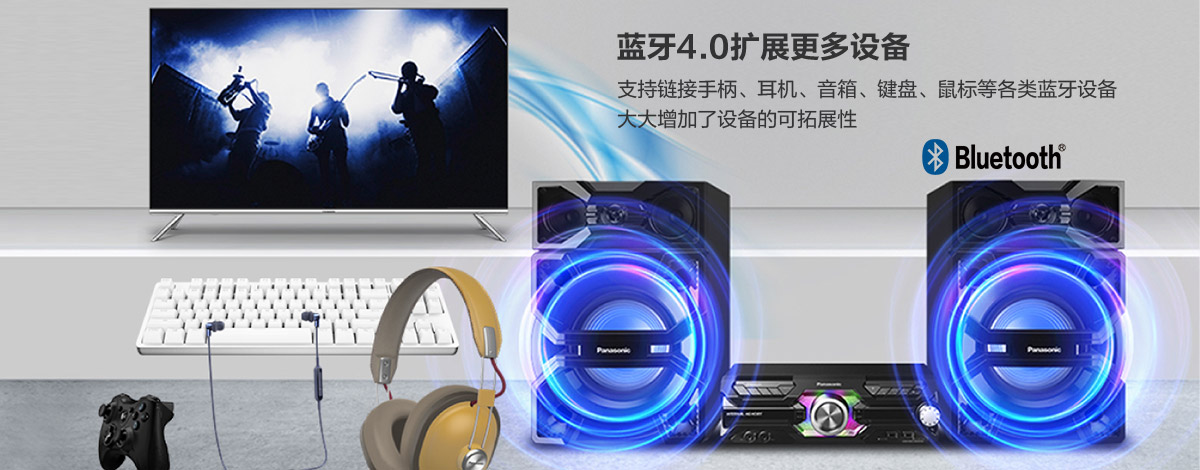 蓝牙4.0扩展更多设备
支持链接手柄、耳机、音箱、键盘、鼠标等各类蓝牙设备
大大增加了设备的可拓展性
Bluetooth®
Panasonic
Panasonic
Panasonic